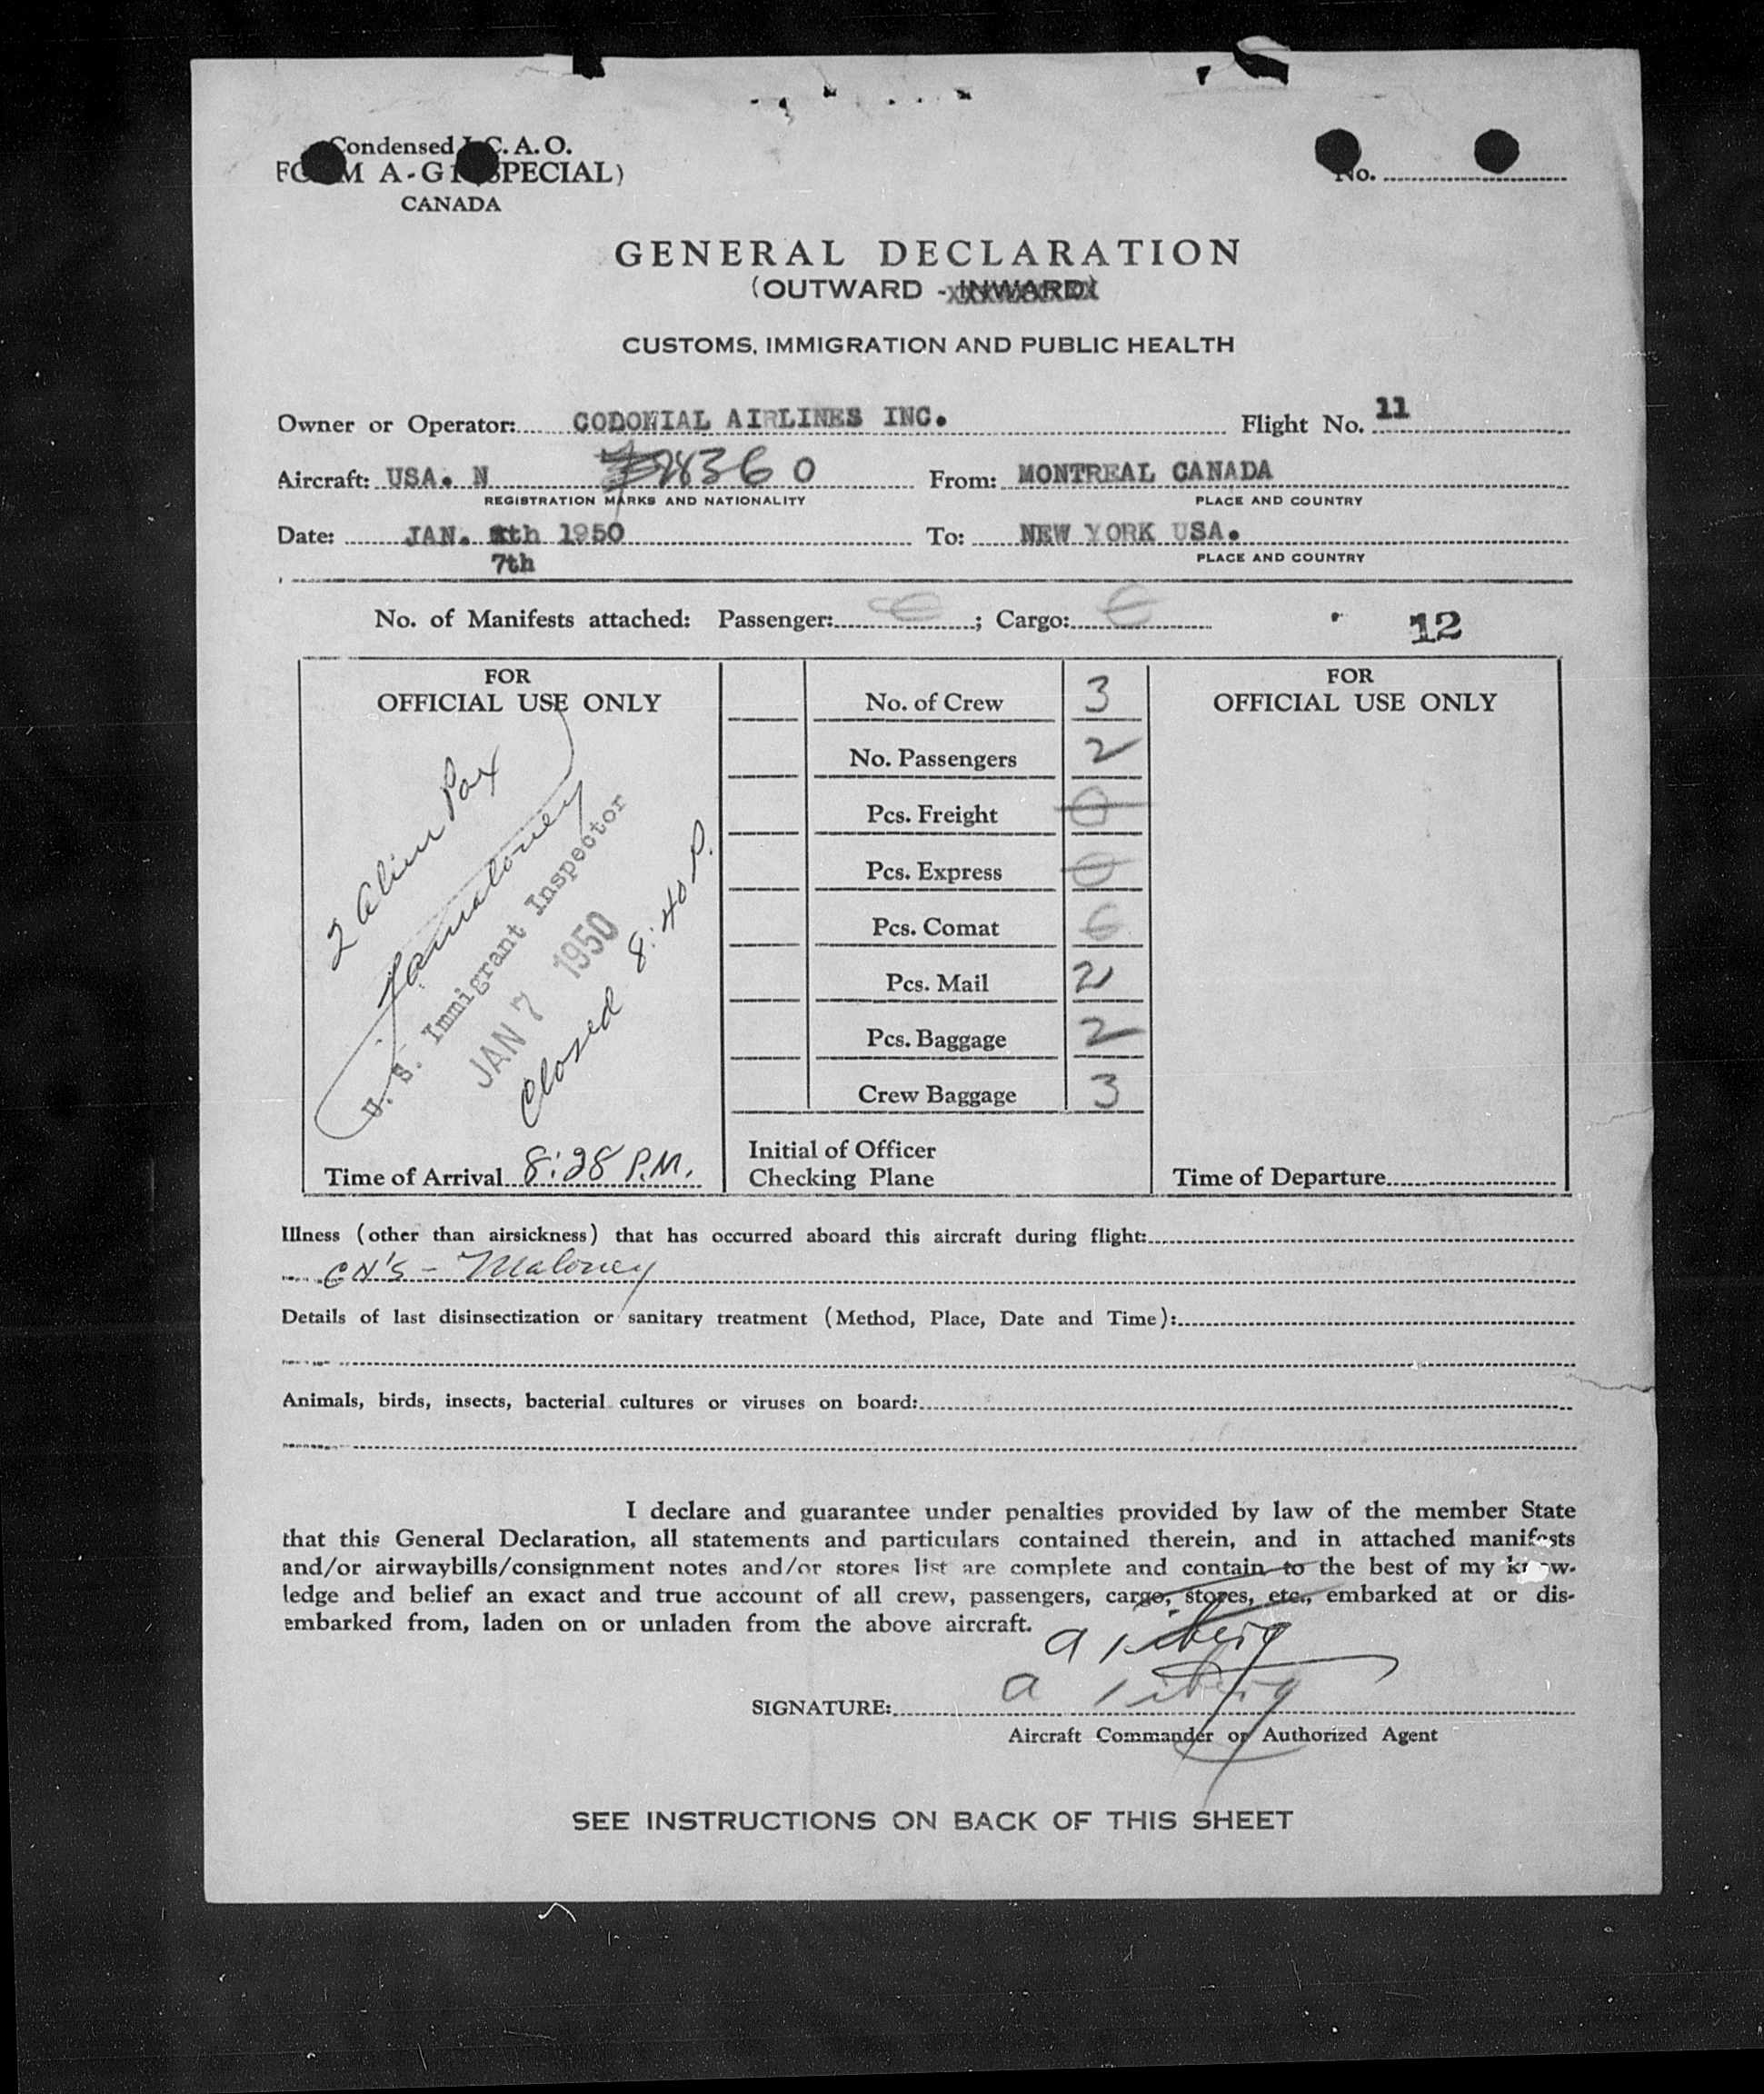 Condensed I.C.A.O.
FORM A-G1 (SPECIAL)
CANADA
No.
GENERAL DECLARATION
(OUTWARD - INWARD)
CUSTOMS, IMMIGRATION AND PUBLIC HEALTH
Owner or Operator: COLONIAL AIRLINES INC. Flight No. 11
Aircraft: USA. N 28360 From: MONTREAL CANADA
REGISTRATION MARKS AND NATIONALITY PLACE AND COUNTRY
Date: JAN. th 1950 To: NEW YORK USA.
7th PLACE AND COUNTRY
No. of Manifests attached: Passenger: ; Cargo: 12
FOR
OFFICIAL USE ONLY
2 Alien Pax
Maloney
U. S. Immigrant Inspector
JAN 7 1950
Closed 8:40 P.
Time of Arrival 8:28 P.M.
No. of Crew 3
No. Passengers 2
Pcs. Freight 0
Pcs. Express 0
Pcs. Comat
Pcs. Mail 2
Pcs. Baggage 2
Crew Baggage 3
Initial of Officer
Checking Plane
FOR
OFFICIAL USE ONLY
Time of Departure
Illness (other than airsickness) that has occurred aboard this aircraft during flight:
CH's - Maloney
Details of last disinsectization or sanitary treatment (Method, Place, Date and Time):
Animals, birds, insects, bacterial cultures or viruses on board:
I declare and guarantee under penalties provided by law of the member State
that this General Declaration, all statements and particulars contained therein, and in attached manifests
and/or airwaybills/consignment notes and/or stores list are complete and contain to the best of my know-
ledge and belief an exact and true account of all crew, passengers, cargo, stores, etc., embarked at or dis-
embarked from, laden on or unladen from the above aircraft.
SIGNATURE:
Aircraft Commander or Authorized Agent
SEE INSTRUCTIONS ON BACK OF THIS SHEET